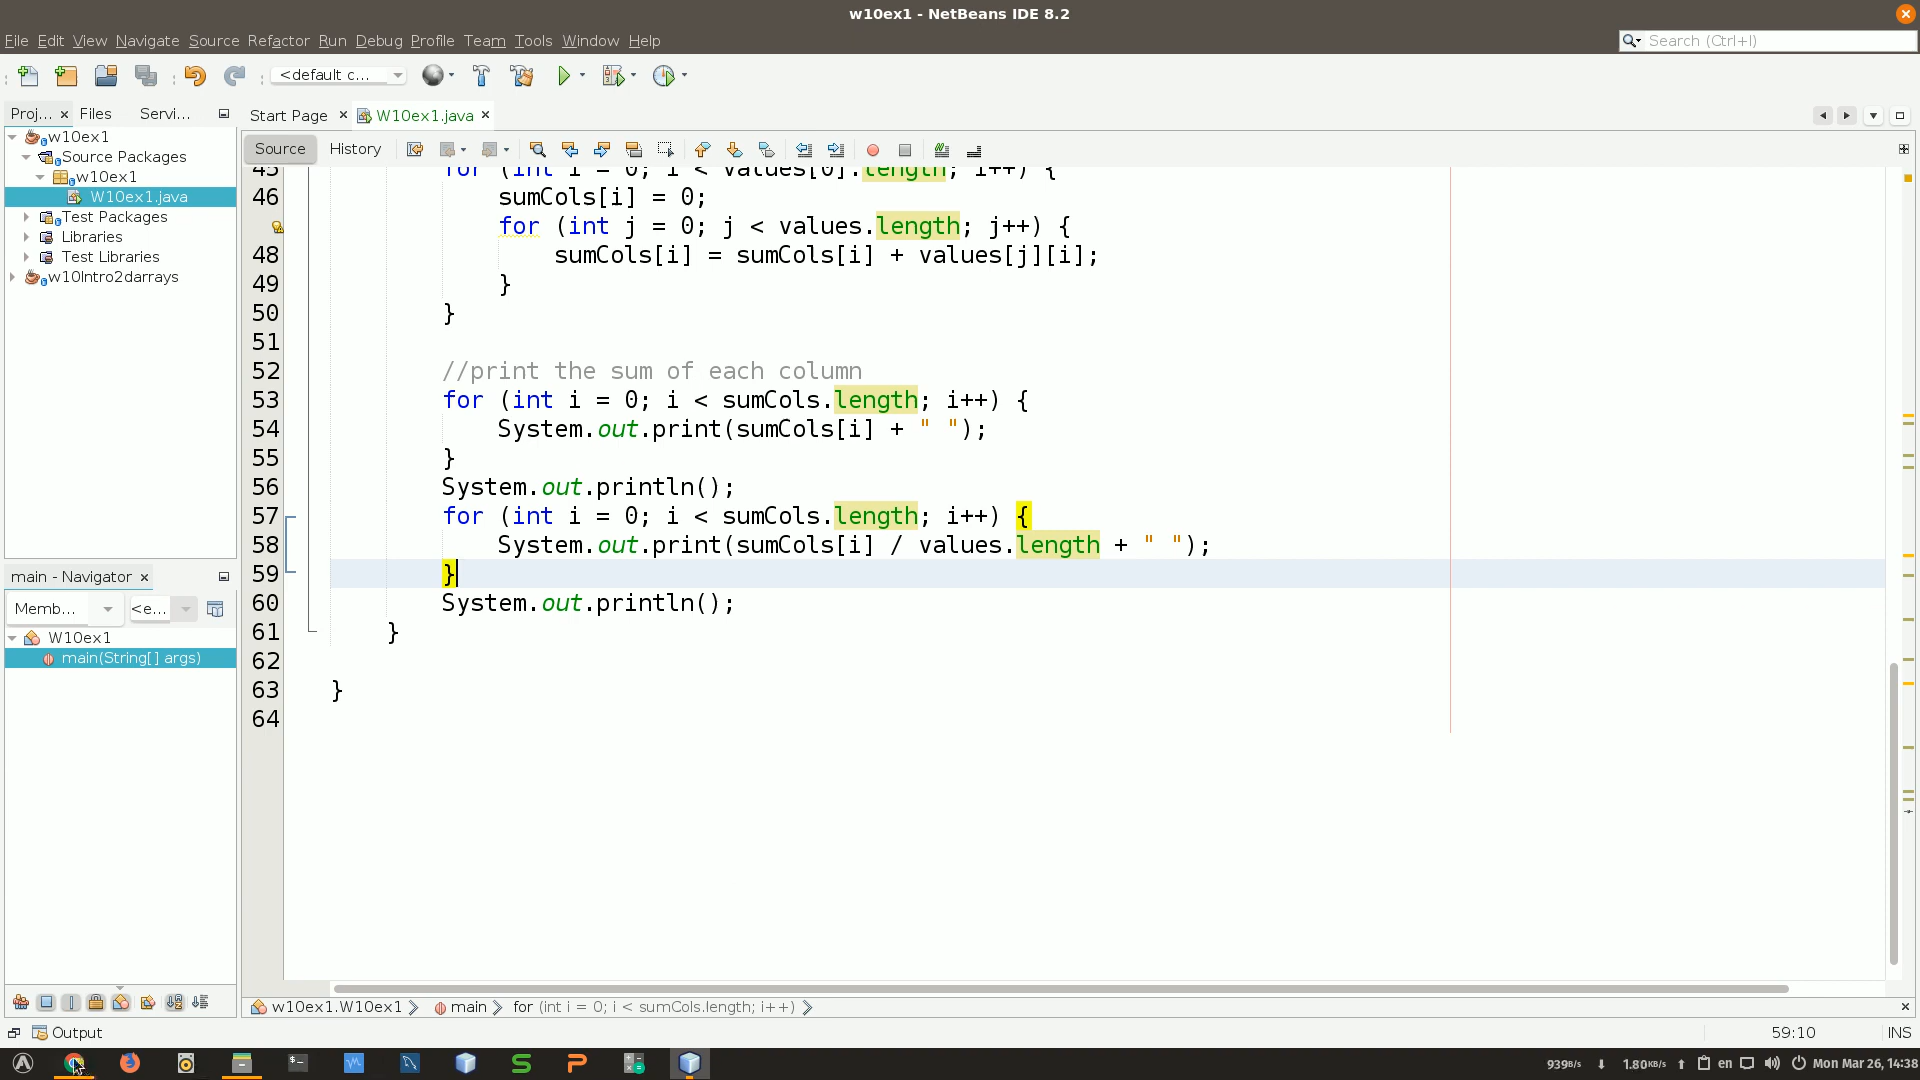 w10ex1 - NetBeans IDE 8.2
File Edit View Navigate Source Refactor Run Debug Profile Team Tools Window Help
Search (Ctrl+I)
<default c...
Proj... Files Servi...
Start Page W10ex1.java
w10ex1
Source Packages
w10ex1
W10ex1.java
Test Packages
Libraries
Test Libraries
w10Intro2darrays
Source History
45 for (int i = 0; i < values[0].length; i++) {
46 sumCols[i] = 0;
for (int j = 0; j < values.length; j++) {
48 sumCols[i] = sumCols[i] + values[j][i];
49 }
50 }
51
52 //print the sum of each column
53 for (int i = 0; i < sumCols.length; i++) {
54 System.out.print(sumCols[i] + " ");
55 }
56 System.out.println();
57 for (int i = 0; i < sumCols.length; i++) {
58 System.out.print(sumCols[i] / values.length + " ");
59 }
60 System.out.println();
61 }
62
63 }
64
main - Navigator
Memb... <e...
W10ex1
main(String[] args)
w10ex1.W10ex1 main for (int i = 0; i < sumCols.length; i++)
Output
59:10 INS
939B/s 1.80KB/s en Mon Mar 26, 14:38